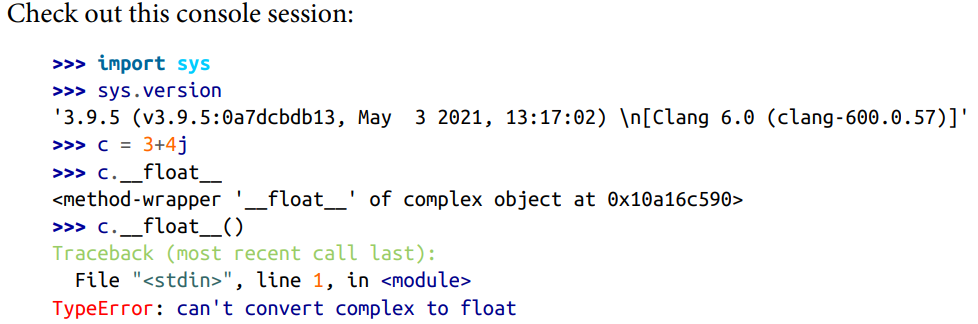 Check out this console session:
>>> import sys
>>> sys.version
'3.9.5 (v3.9.5:0a7dcbdb13, May  3 2021, 13:17:02) \n[Clang 6.0 (clang-600.0.57)]'
>>> c = 3+4j
>>> c.__float__
<method-wrapper '__float__' of complex object at 0x10a16c590>
>>> c.__float__()
Traceback (most recent call last):
  File "<stdin>", line 1, in <module>
TypeError: can't convert complex to float